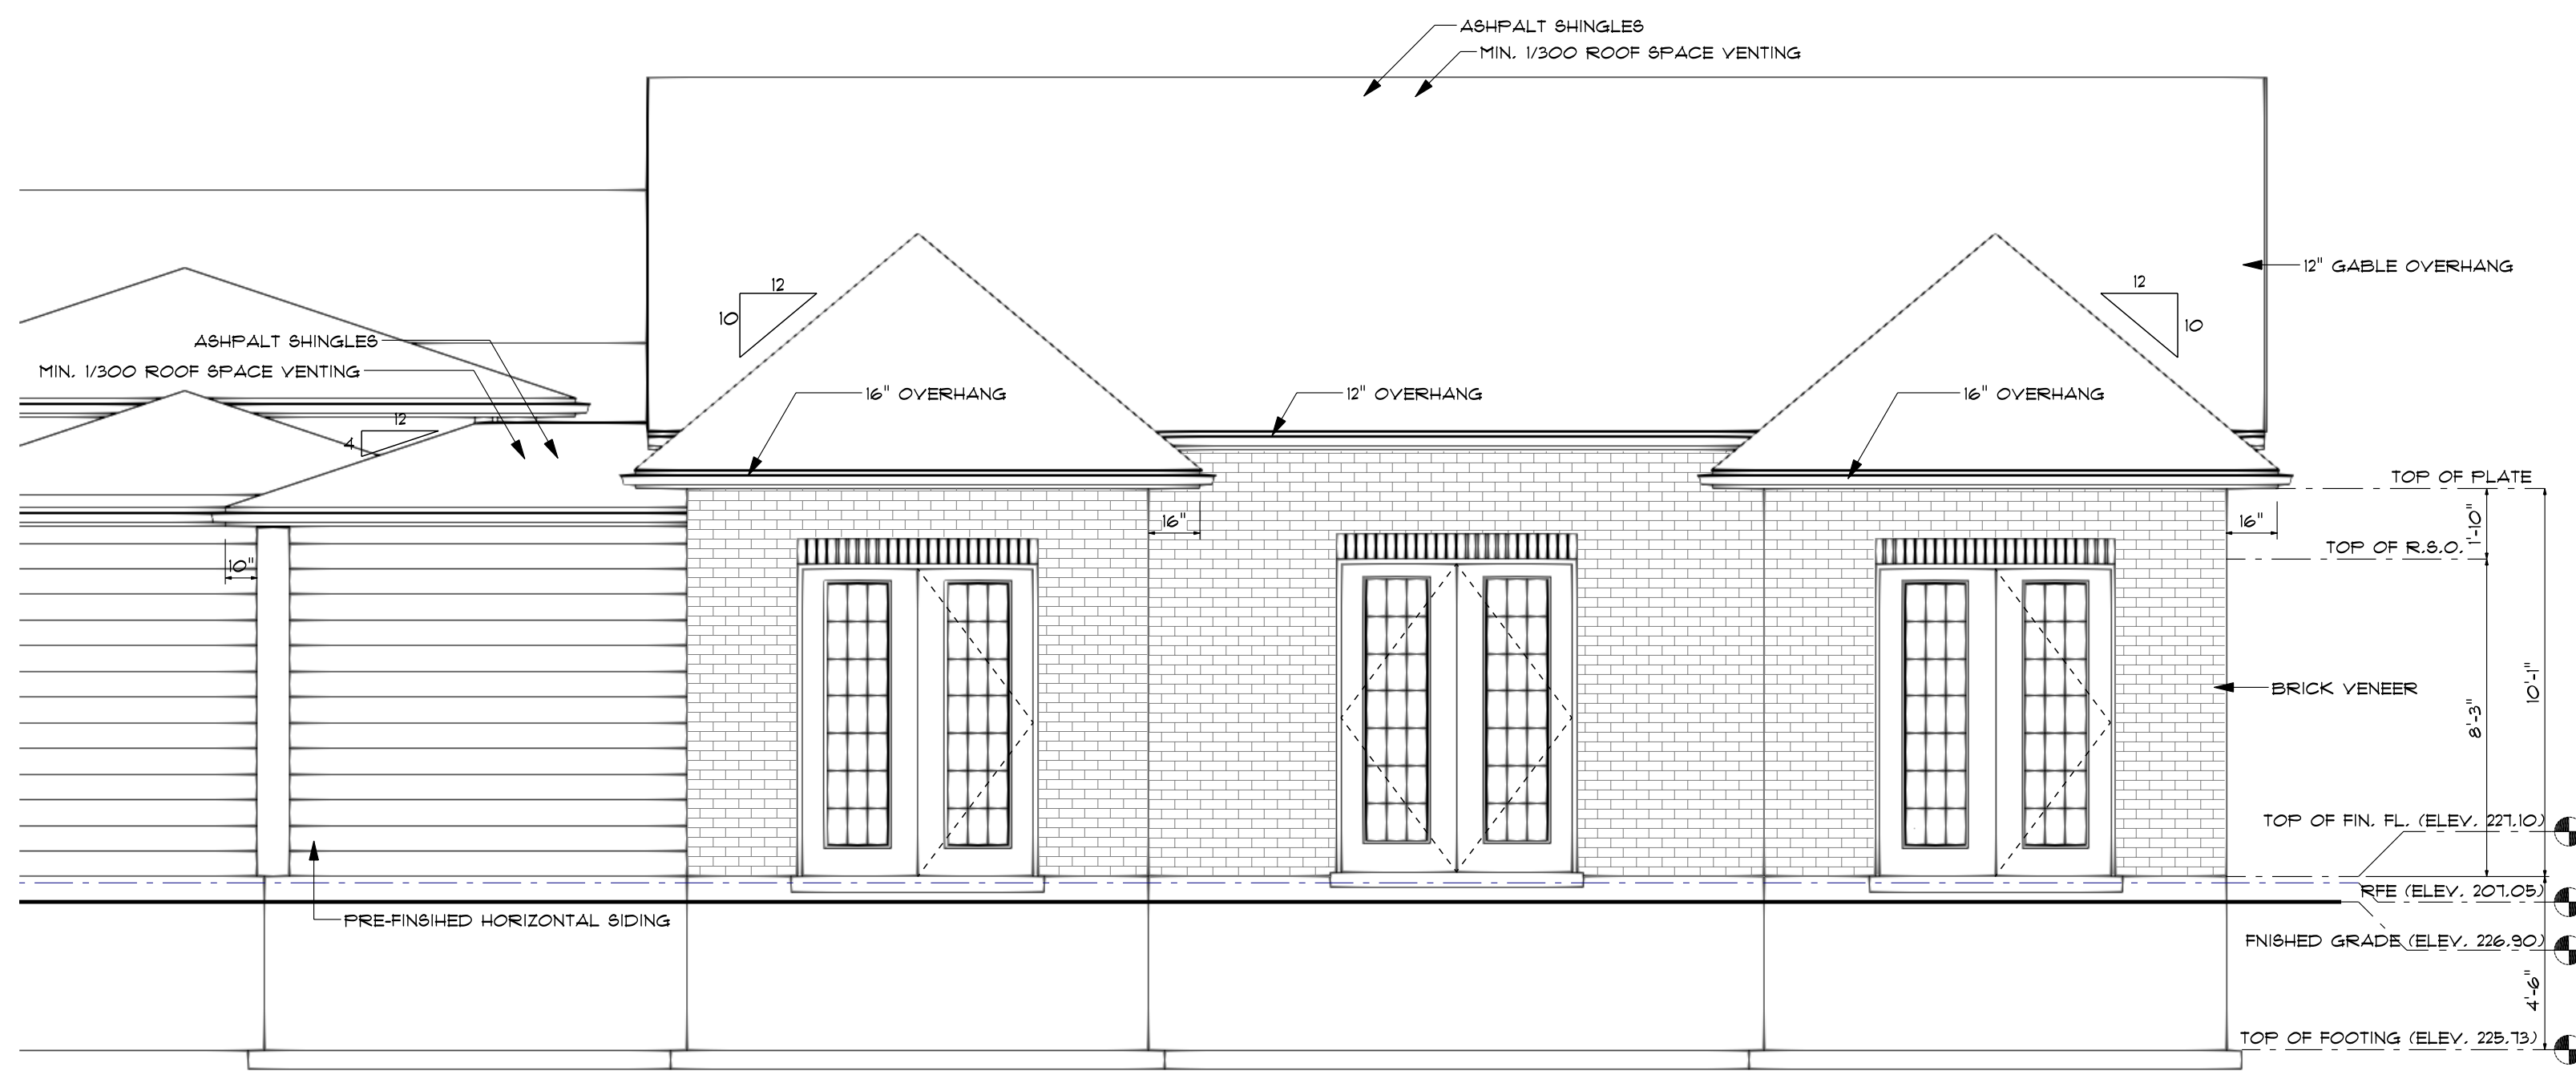 ASHPALT SHINGLES
MIN. 1/300 ROOF SPACE VENTING
12" GABLE OVERHANG
12
10
12
10
ASHPALT SHINGLES
MIN. 1/300 ROOF SPACE VENTING
16" OVERHANG
12" OVERHANG
16" OVERHANG
12
4
TOP OF PLATE
16"
16"
1'-10"
TOP OF R.S.O.
10"
10'-1"
BRICK VENEER
8'-3"
TOP OF FIN. FL. (ELEV. 227.10)
RFE (ELEV. 207.05)
PRE-FINSIHED HORIZONTAL SIDING
FNISHED GRADE (ELEV. 226.90)
4'-6"
TOP OF FOOTING (ELEV. 225.73)